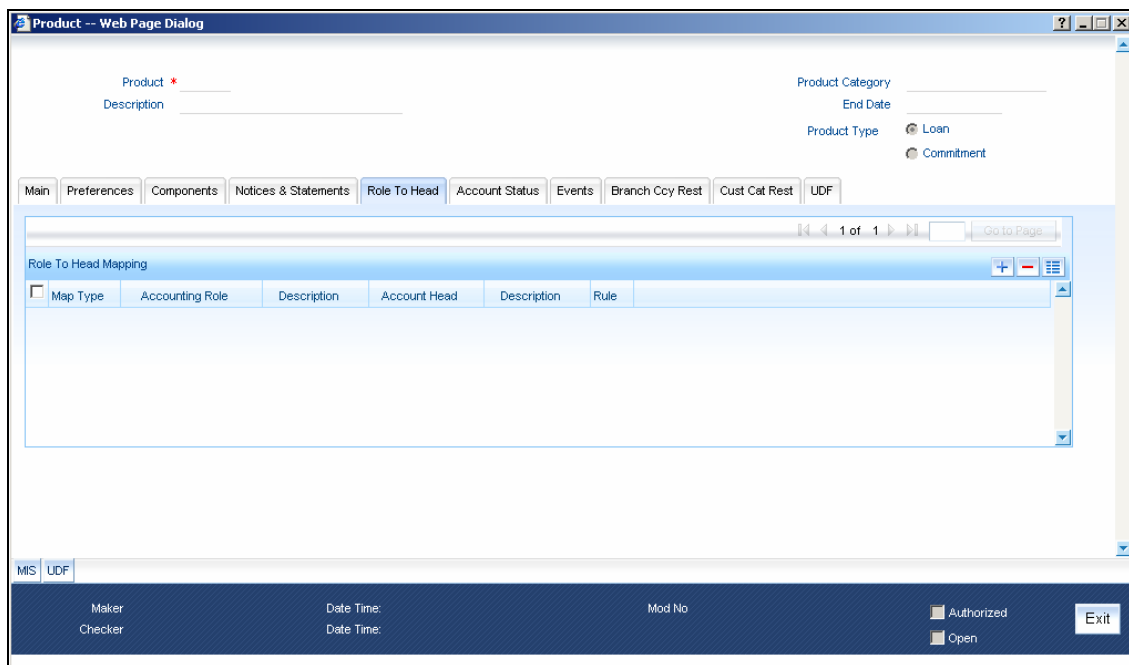 Product -- Web Page Dialog
Product *
Product Category
Description
End Date
Product Type
Loan
Commitment
Main Preferences Components Notices & Statements Role To Head Account Status Events Branch Ccy Rest Cust Cat Rest UDF
1 of 1 Go to Page
Role To Head Mapping
Map Type Accounting Role Description Account Head Description Rule
MIS UDF
Maker Date Time: Mod No Authorized
Checker Date Time: Open
Exit